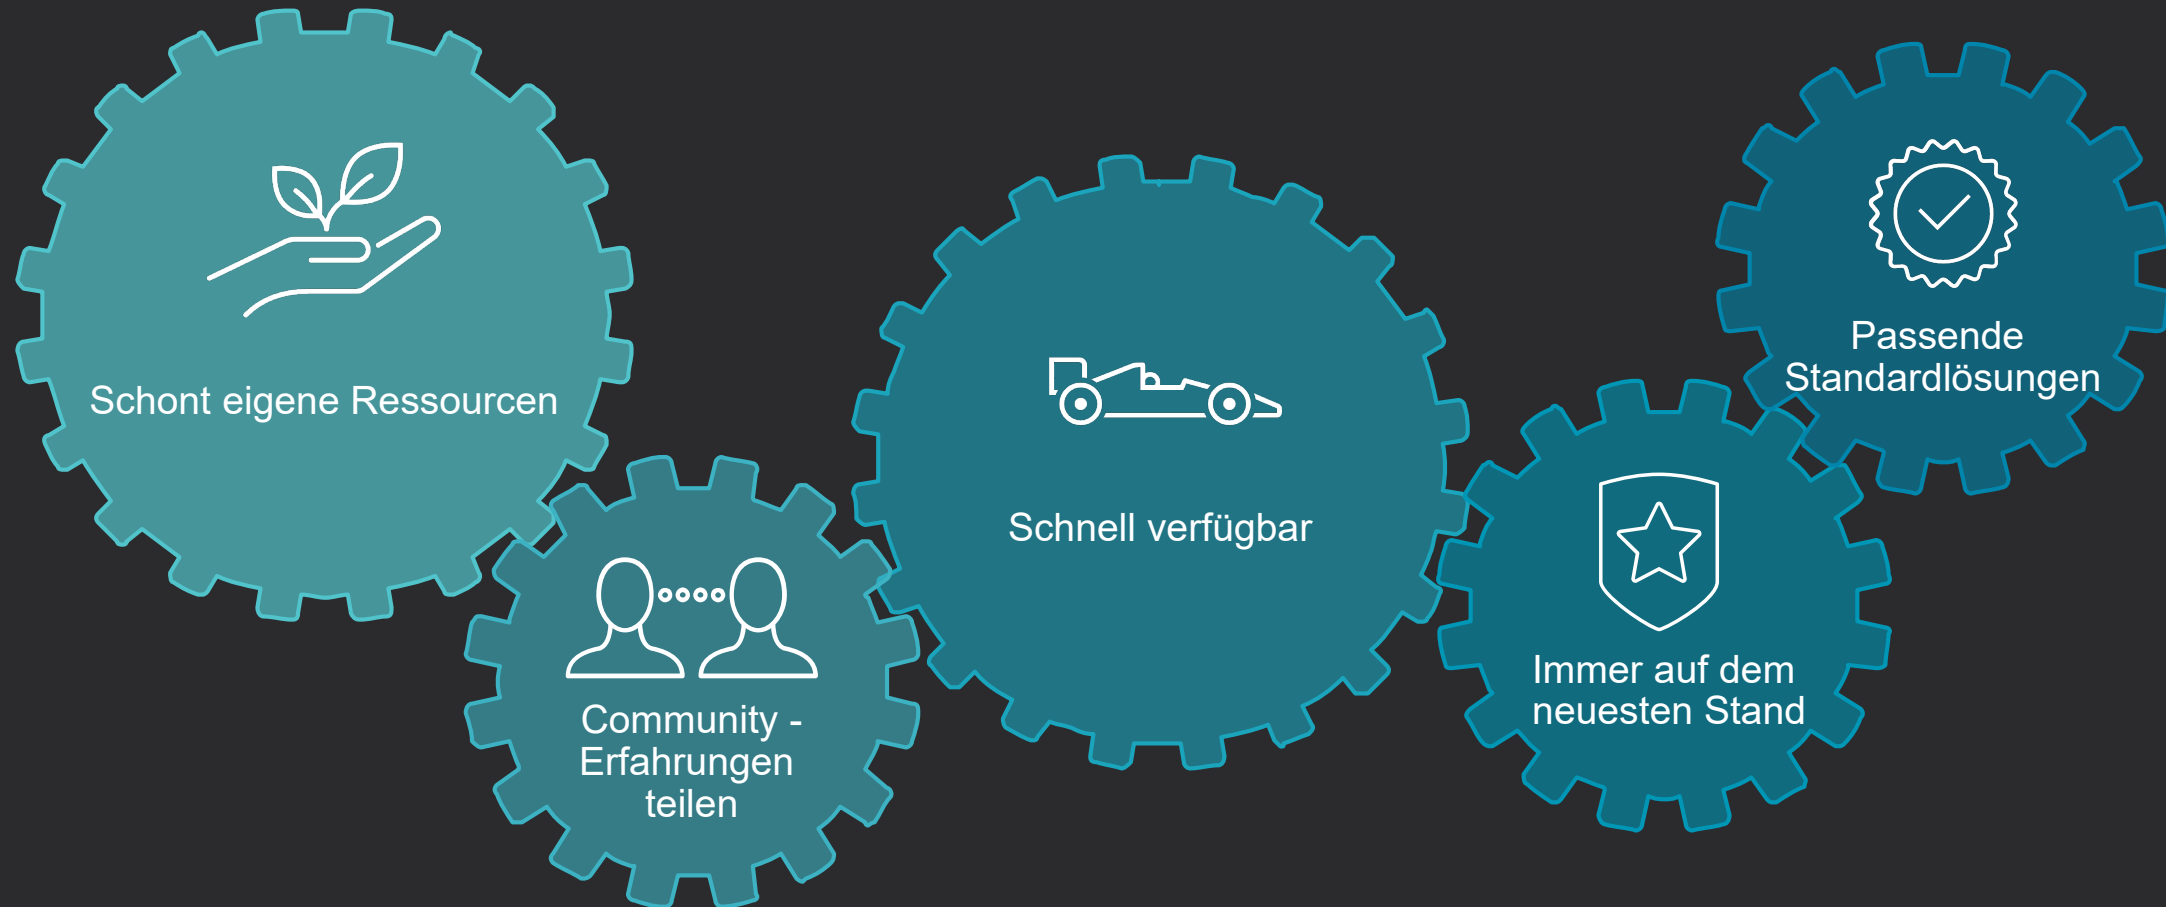 Schont eigene Ressourcen
Community -
Erfahrungen
teilen
Schnell verfügbar
Immer auf dem
neuesten Stand
Passende
Standardlösungen